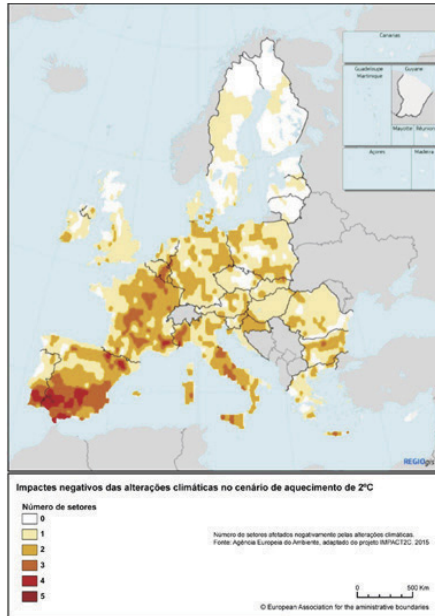 Canarias
Guadeloupe
Martinique
Guyane
Mayotte
Réunion
Açores
Madeira
REGIOgis
Impactes negativos das alterações climáticas no cenário de aquecimento de 2ºC
Número de setores
0
1
2
3
4
5
Número de setores afetados negativamente pelas alterações climáticas.
Fonte: Agência Europeia do Ambiente, adaptado do projeto IMPACT2C, 2015
0
500 Km
© European Association for the aministrative boundaries